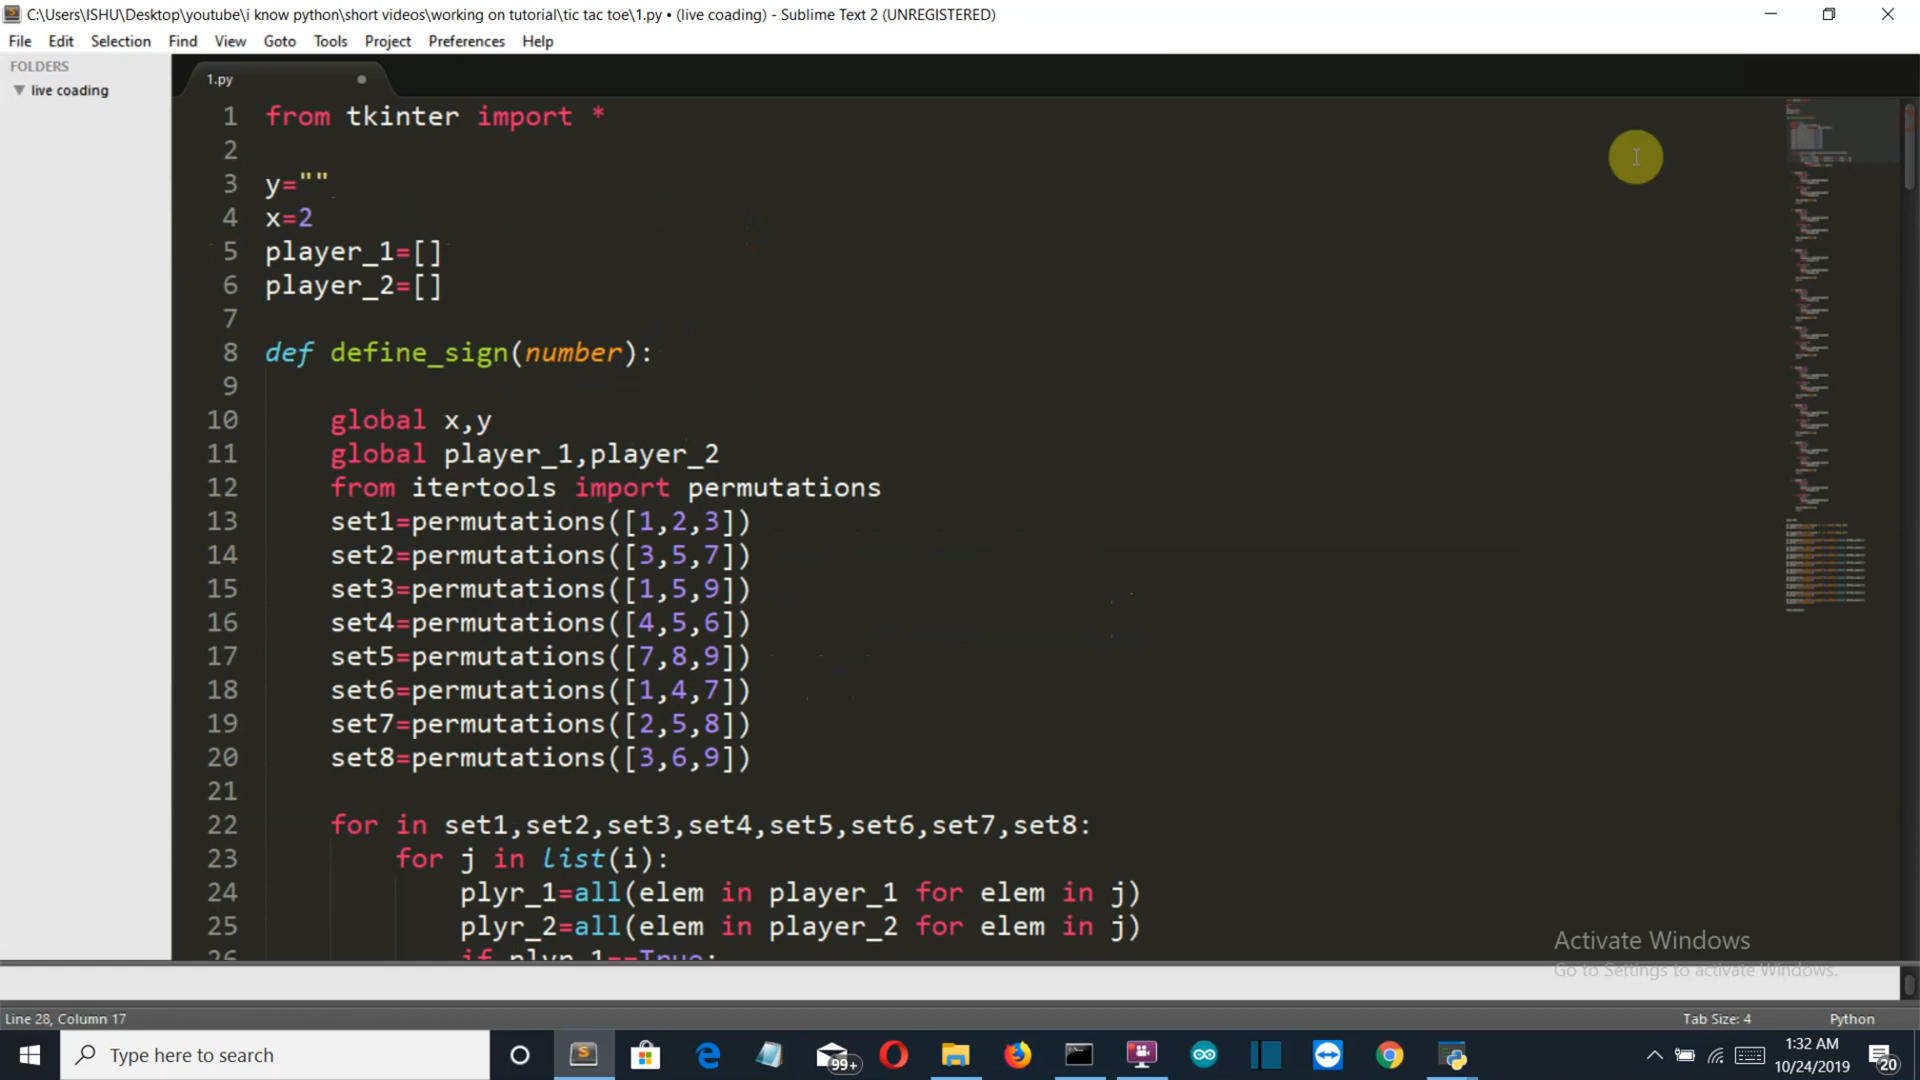 C:\Users\ISHU\Desktop\youtube\i know python\short videos\working on tutorial\tic tac toe\1.py • (live coading) - Sublime Text 2 (UNREGISTERED)
File Edit Selection Find View Goto Tools Project Preferences Help
FOLDERS
live coading
1.py
1 from tkinter import *
2
3 y=""
4 x=2
5 player_1=[]
6 player_2=[]
7
8 def define_sign(number):
9
10 global x,y
11 global player_1,player_2
12 from itertools import permutations
13 set1=permutations([1,2,3])
14 set2=permutations([3,5,7])
15 set3=permutations([1,5,9])
16 set4=permutations([4,5,6])
17 set5=permutations([7,8,9])
18 set6=permutations([1,4,7])
19 set7=permutations([2,5,8])
20 set8=permutations([3,6,9])
21
22 for in set1,set2,set3,set4,set5,set6,set7,set8:
23 for j in list(i):
24 plyr_1=all(elem in player_1 for elem in j)
25 plyr_2=all(elem in player_2 for elem in j)
26 if plyr_1==True:
Activate Windows
Go to Settings to activate Windows.
Line 28, Column 17
Tab Size: 4
Python
Type here to search
99+
1:32 AM
10/24/2019
20